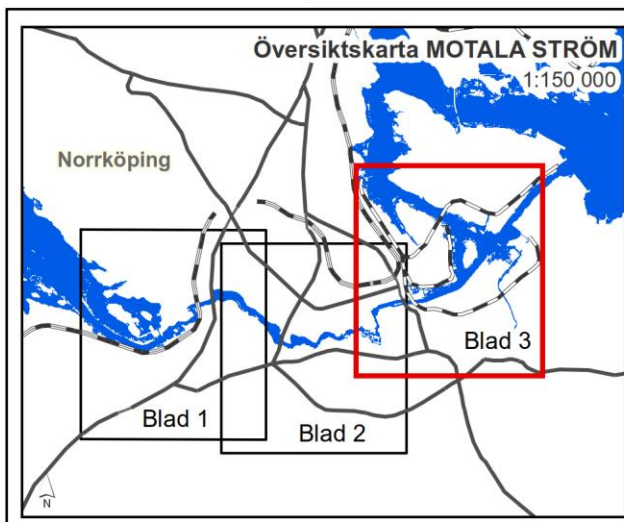 Översiktskarta MOTALA STRÖM
1:150 000
Norrköping
Blad 3
Blad 1
Blad 2
N